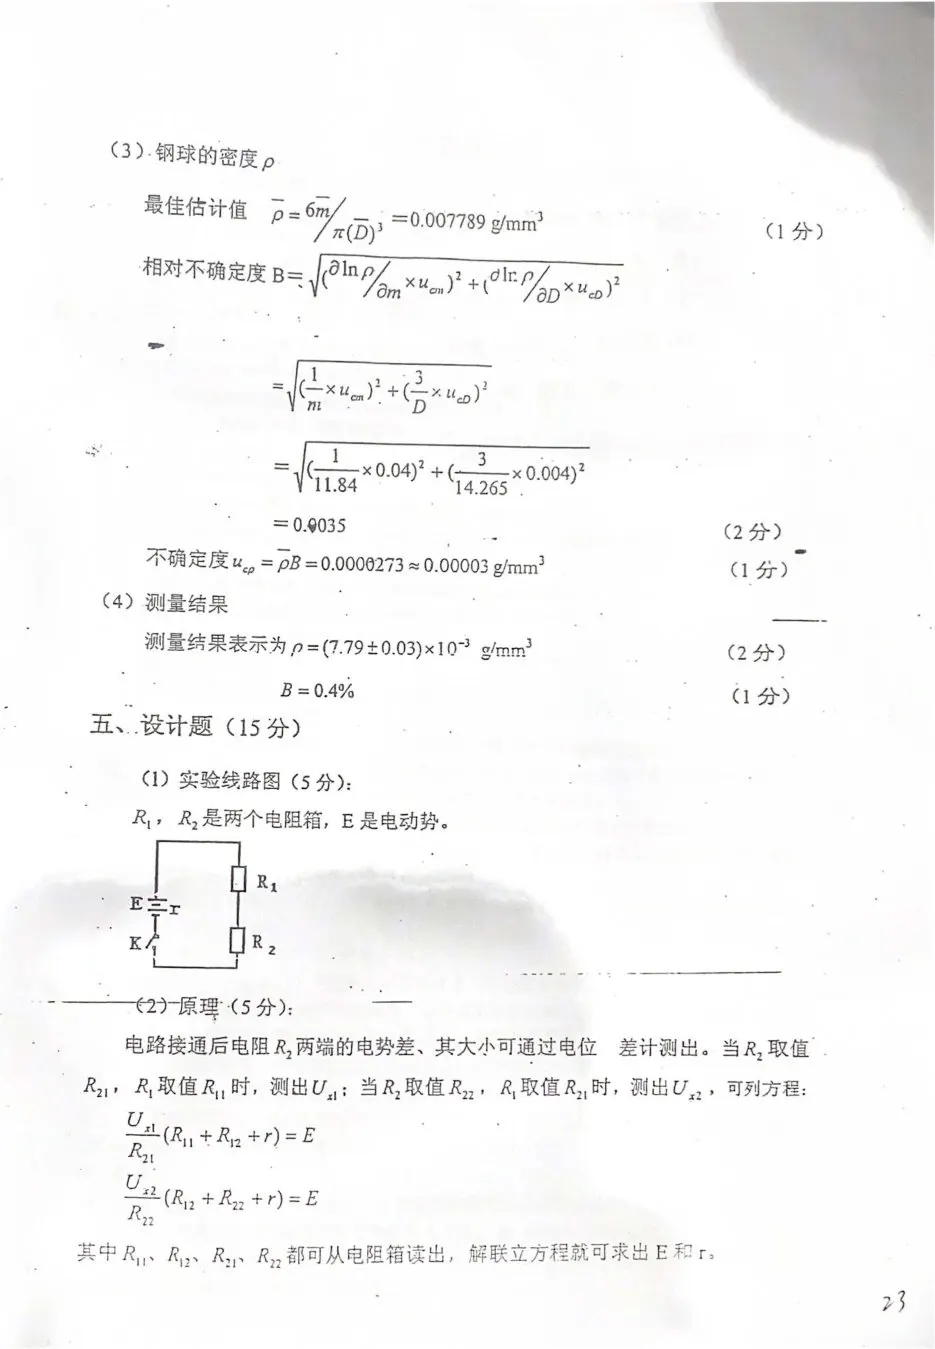 (3) 钢球的密度ρ
最佳估计值 ρ̄ = 6m̄/π(D̄)³ =0.007789 g/mm³ (1分)
相对不确定度 B=√((∂lnρ/∂m ×u_cm)² + (∂lnρ/∂D ×u_cD)²)
=√((1/m ×u_cm)² + (3/D ×u_cD)²)
=√((1/11.84 ×0.04)² + (3/14.265 ×0.004)²)
=0.0035 (2分)
不确定度u_cρ = ρ̄B = 0.0000273 ≈ 0.00003 g/mm³ (1分)
(4) 测量结果
测量结果表示为 ρ = (7.79±0.03)×10⁻³ g/mm³ (2分)
B = 0.4% (1分)
五、设计题(15分)
(1) 实验线路图(5分):
R₁, R₂是两个电阻箱, E是电动势。
R₁
E r
K R₂
(2) 原理(5分):
电路接通后电阻R₂两端的电势差、其大小可通过电位 差计测出。当R₂取值
R₂₁, R₁取值R₁₁时, 测出U_x1; 当R₂取值R₂₂, R₁取值R₂₁时, 测出U_x2, 可列方程:
U_x1/R₂₁ (R₁₁+R₁₂+r) = E
U_x2/R₂₂ (R₁₂+R₂₂+r) = E
其中R₁₁、R₁₂、R₂₁、R₂₂都可从电阻箱读出, 解联立方程就可求出E和r。
23